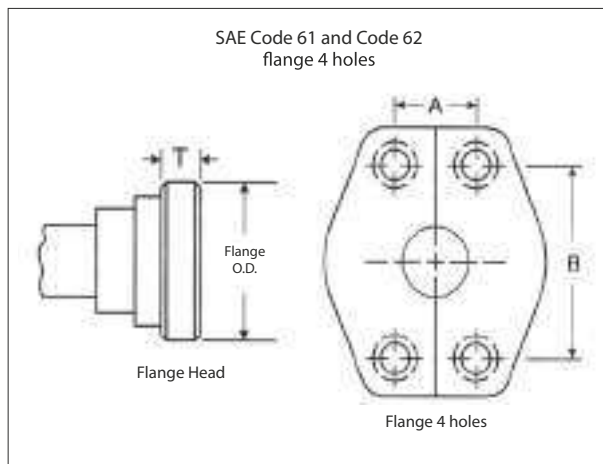 SAE Code 61 and Code 62
flange 4 holes
A
T
Flange
O.D.
B
Flange Head
Flange 4 holes